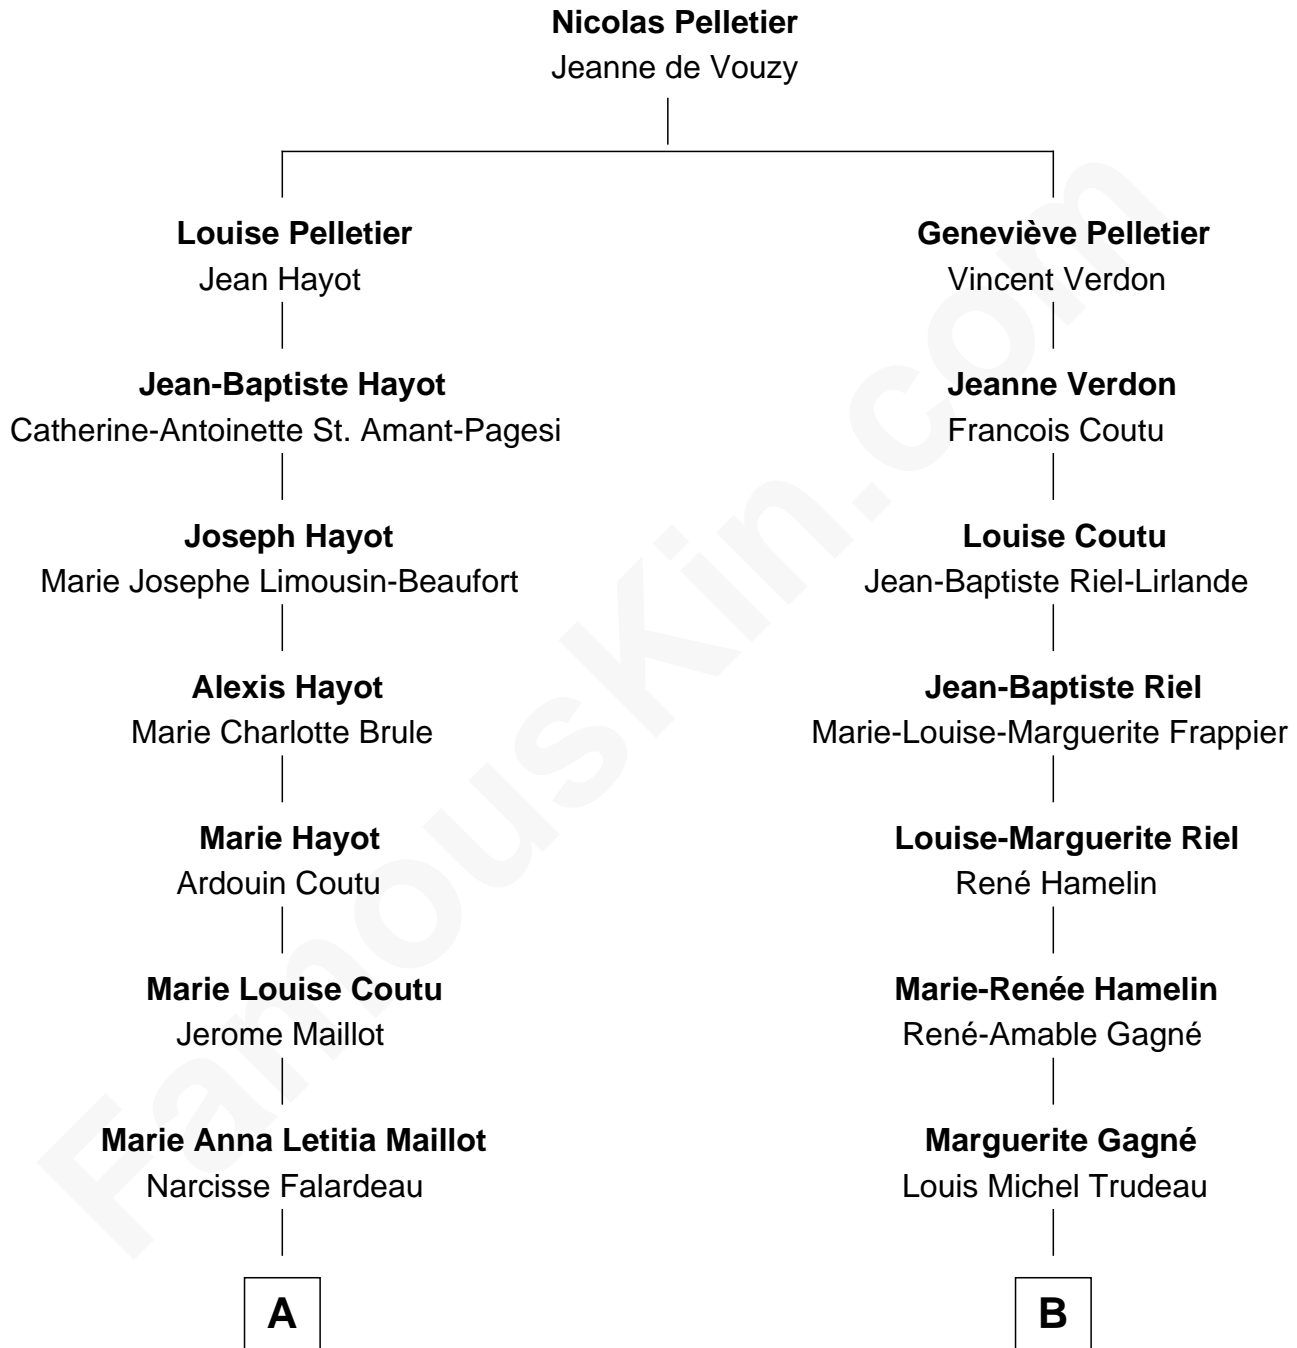 Nicolas Pelletier
Jeanne de Vouzy
Louise Pelletier
Jean Hayot
Geneviève Pelletier
Vincent Verdon
Jean-Baptiste Hayot
Catherine-Antoinette St. Amant-Pagesi
Jeanne Verdon
Francois Coutu
Joseph Hayot
Marie Josephe Limousin-Beaufort
Louise Coutu
Jean-Baptiste Riel-Lirlande
Alexis Hayot
Marie Charlotte Brule
Jean-Baptiste Riel
Marie-Louise-Marguerite Frappier
Marie Hayot
Ardouin Coutu
Louise-Marguerite Riel
René Hamelin
Marie Louise Coutu
Jerome Maillot
Marie-Renée Hamelin
René-Amable Gagné
Marie Anna Letitia Maillot
Narcisse Falardeau
Marguerite Gagné
Louis Michel Trudeau
A
B
FamousKin.com